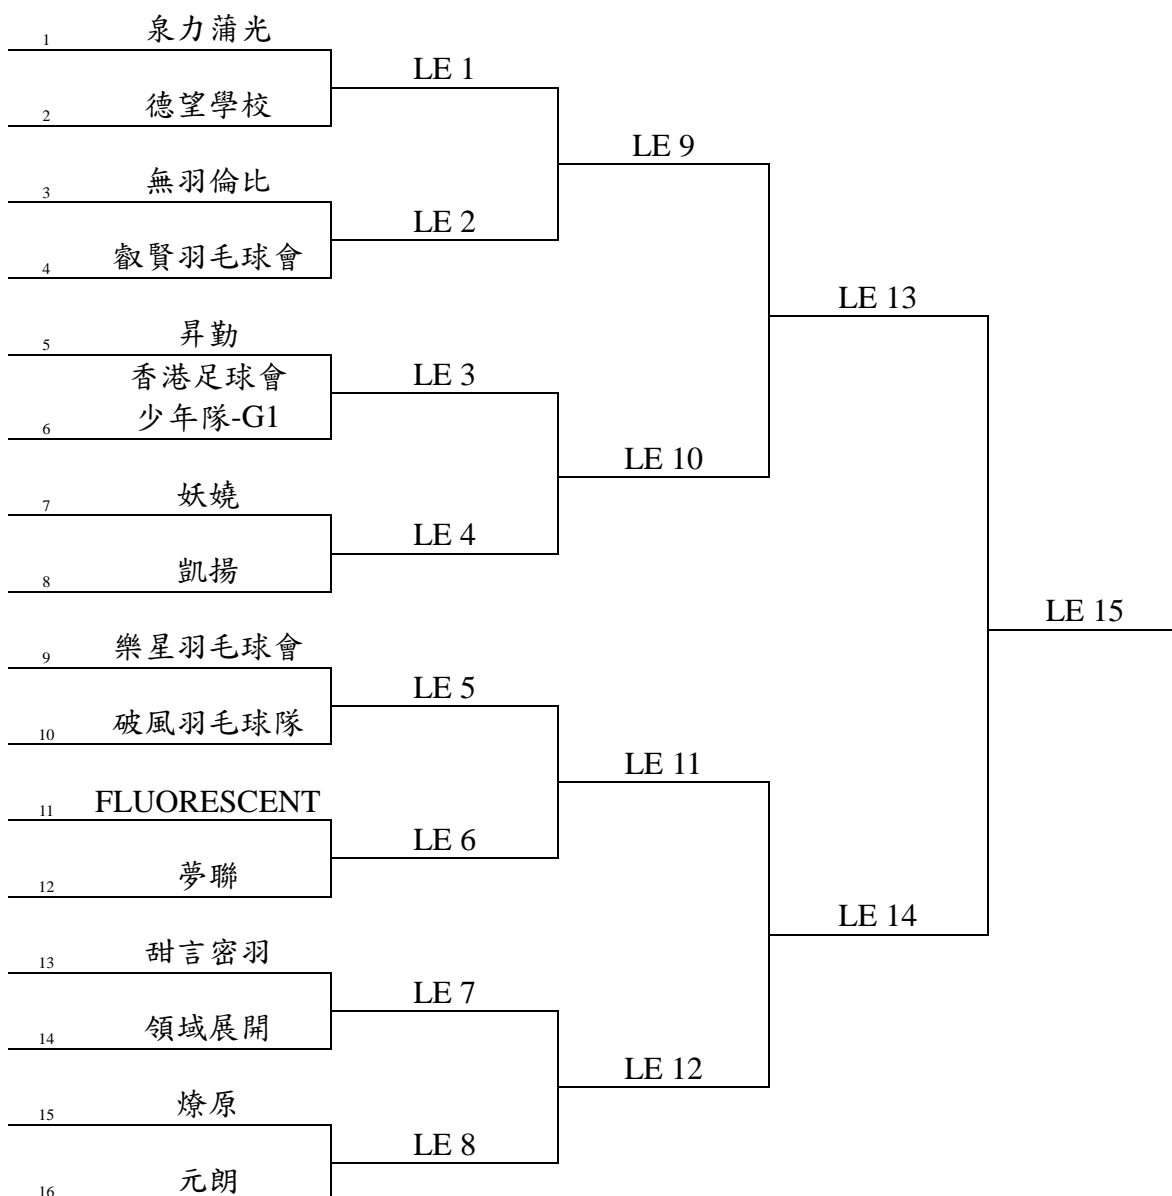 1 泉力蒲光
LE 1
2 德望學校
LE 9
3 無羽倫比
LE 2
4 叡賢羽毛球會
LE 13
5 昇勤
香港足球會
LE 3
6 少年隊-G1
LE 10
7 妖嬈
LE 4
8 凱揚
LE 15
9 樂星羽毛球會
LE 5
10 破風羽毛球隊
LE 11
11 FLUORESCENT
LE 6
12 夢聯
LE 14
13 甜言密羽
LE 7
14 領域展開
LE 12
15 燎原
LE 8
16 元朗